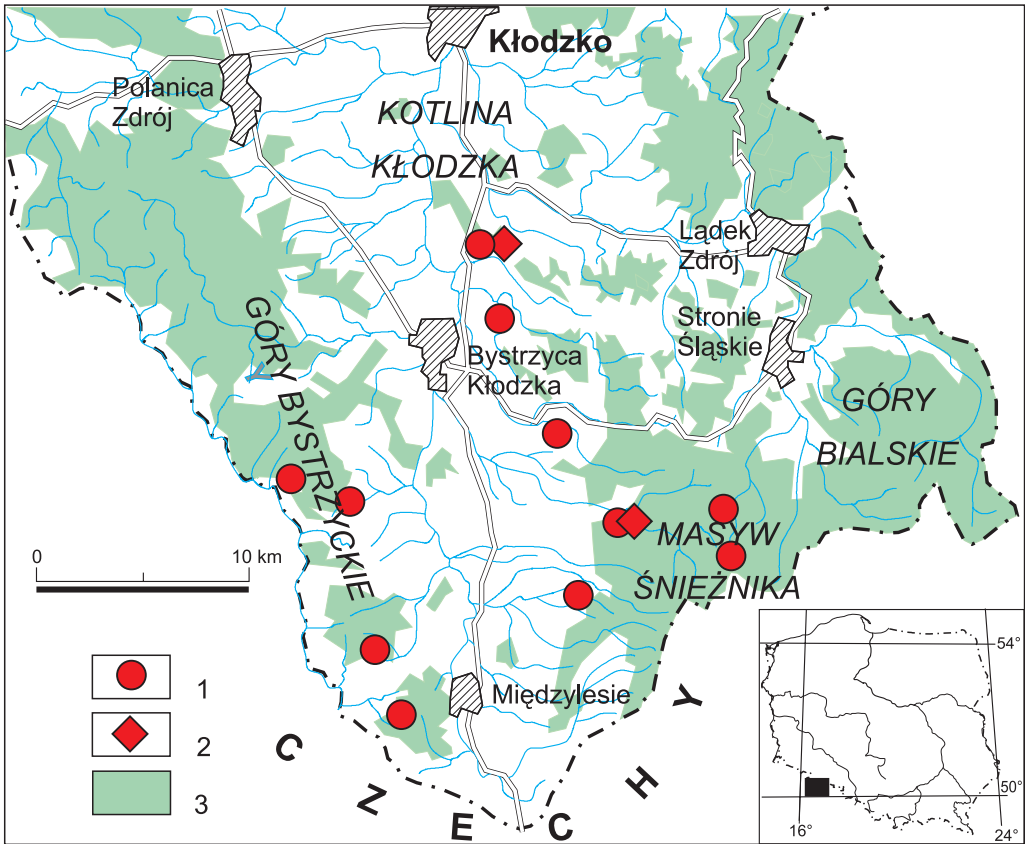 Kłodzko
Polanica
Zdrój
KOTLINA
KŁODZKA
Lądek
Zdrój
Stronie
Śląskie
Bystrzyca
Kłodzka
GÓRY BYSTRZYCKIE
GÓRY
BIALSKIE
MASYW
ŚNIEŻNIKA
0 10 km
Międzylesie
1
2
3
CZECHY
54°
50°
16°
24°